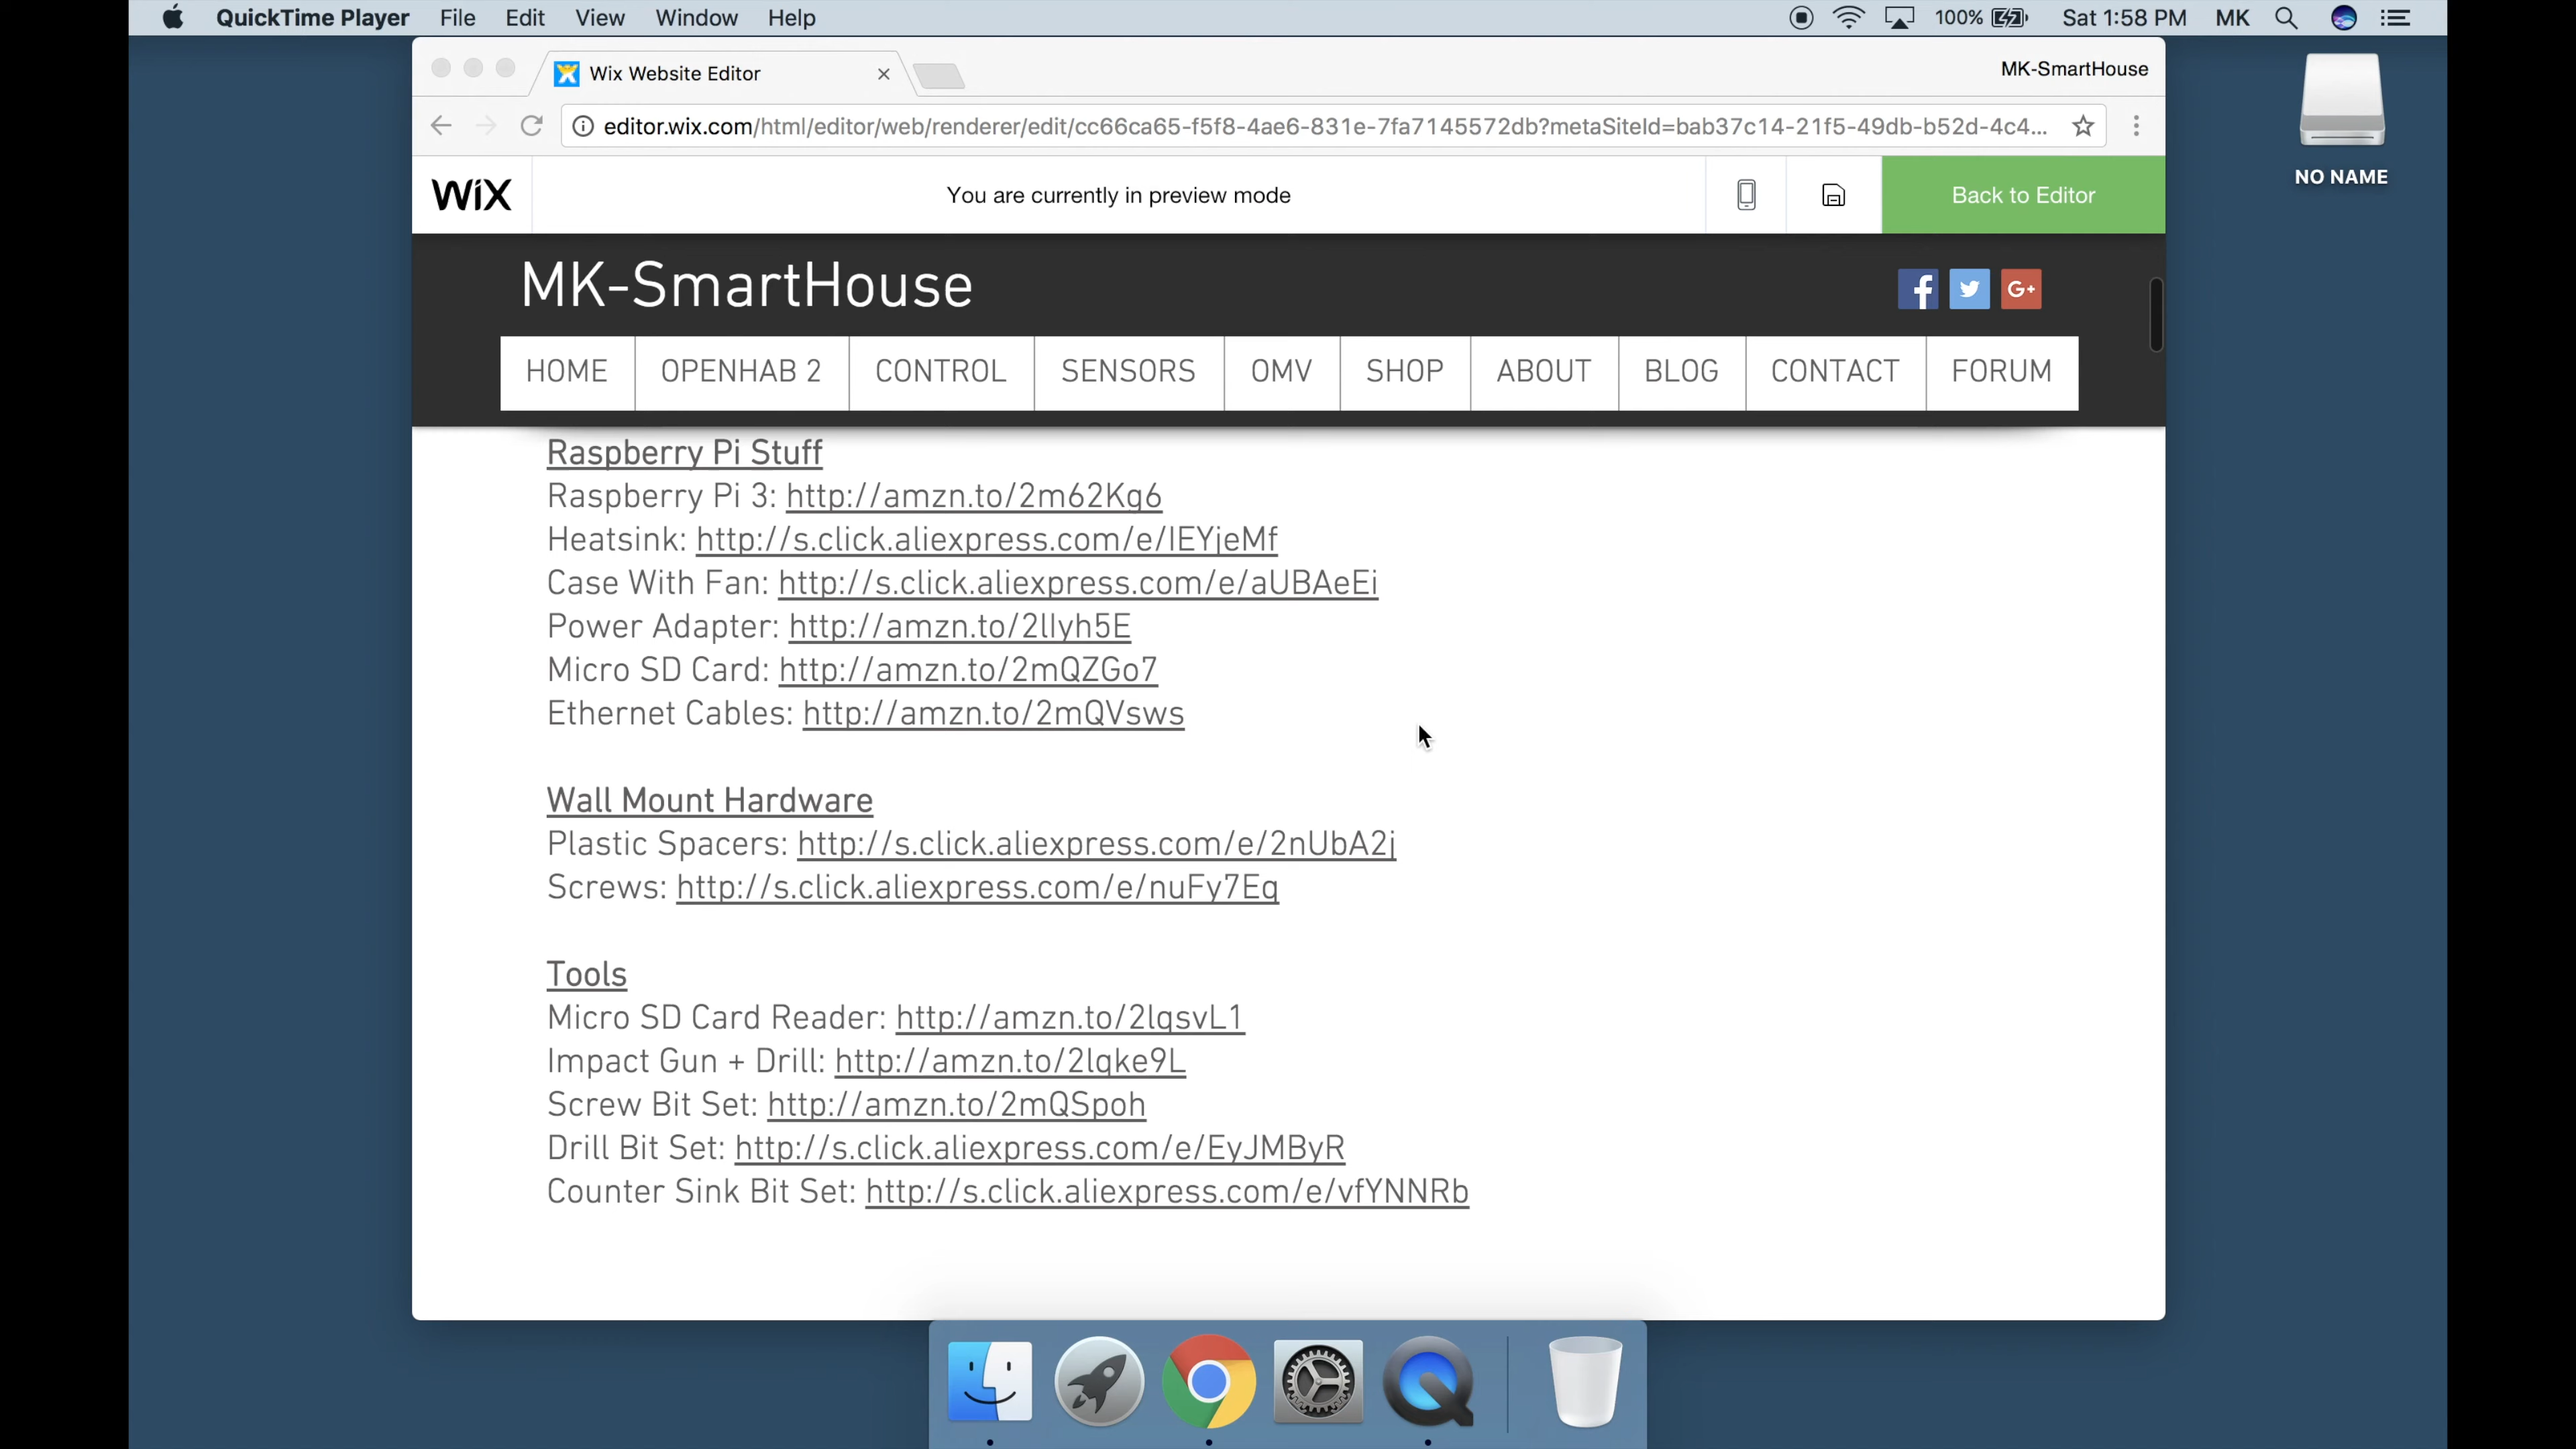 QuickTime Player File Edit View Window Help 100% Sat 1:58 PM MK
Wix Website Editor MK-SmartHouse
editor.wix.com/html/editor/web/renderer/edit/cc66ca65-f5f8-4ae6-831e-7fa7145572db?metaSiteId=bab37c14-21f5-49db-b52d-4c4...
NO NAME
WiX You are currently in preview mode Back to Editor
MK-SmartHouse G+
HOME OPENHAB 2 CONTROL SENSORS OMV SHOP ABOUT BLOG CONTACT FORUM
Raspberry Pi Stuff
Raspberry Pi 3: http://amzn.to/2m62Kq6
Heatsink: http://s.click.aliexpress.com/e/IEYjeMf
Case With Fan: http://s.click.aliexpress.com/e/aUBAeEi
Power Adapter: http://amzn.to/2lIyh5E
Micro SD Card: http://amzn.to/2mQZGo7
Ethernet Cables: http://amzn.to/2mQVsws
Wall Mount Hardware
Plastic Spacers: http://s.click.aliexpress.com/e/2nUbA2j
Screws: http://s.click.aliexpress.com/e/nuFy7Eq
Tools
Micro SD Card Reader: http://amzn.to/2lqsvL1
Impact Gun + Drill: http://amzn.to/2lqke9L
Screw Bit Set: http://amzn.to/2mQSpoh
Drill Bit Set: http://s.click.aliexpress.com/e/EyJMByR
Counter Sink Bit Set: http://s.click.aliexpress.com/e/vfYNNRb